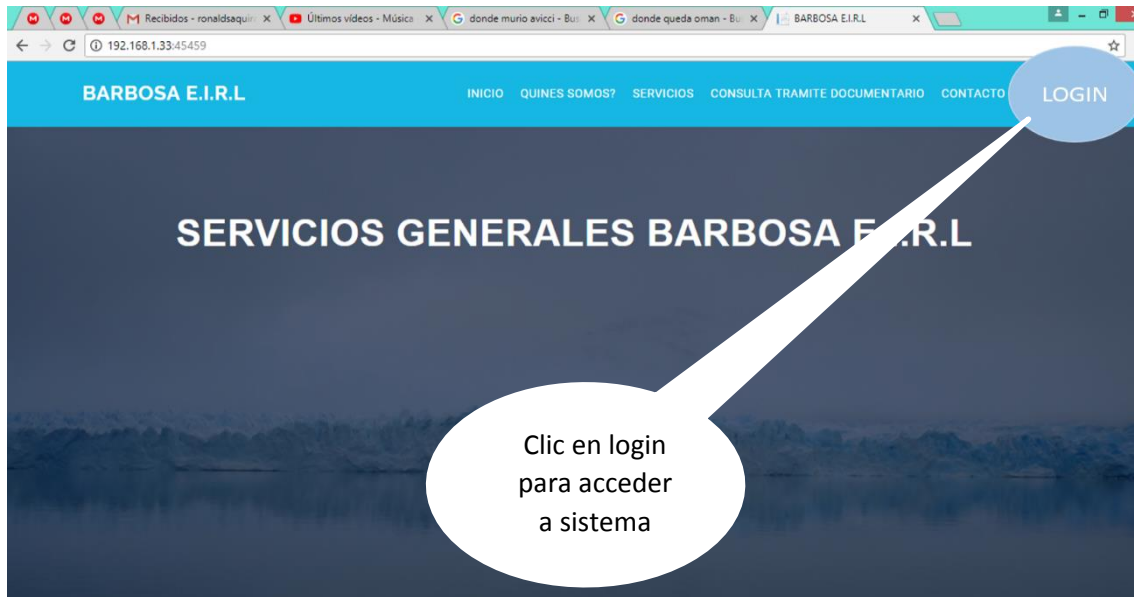 Recibidos - ronaldsaquir
Últimos vídeos - Música
donde murio avicci - Bus
donde queda oman - Bu
BARBOSA E.I.R.L
192.168.1.33:45459
BARBOSA E.I.R.L
INICIO QUINES SOMOS? SERVICIOS CONSULTA TRAMITE DOCUMENTARIO CONTACTO LOGIN
SERVICIOS GENERALES BARBOSA E.I.R.L
Clic en login
para acceder
a sistema